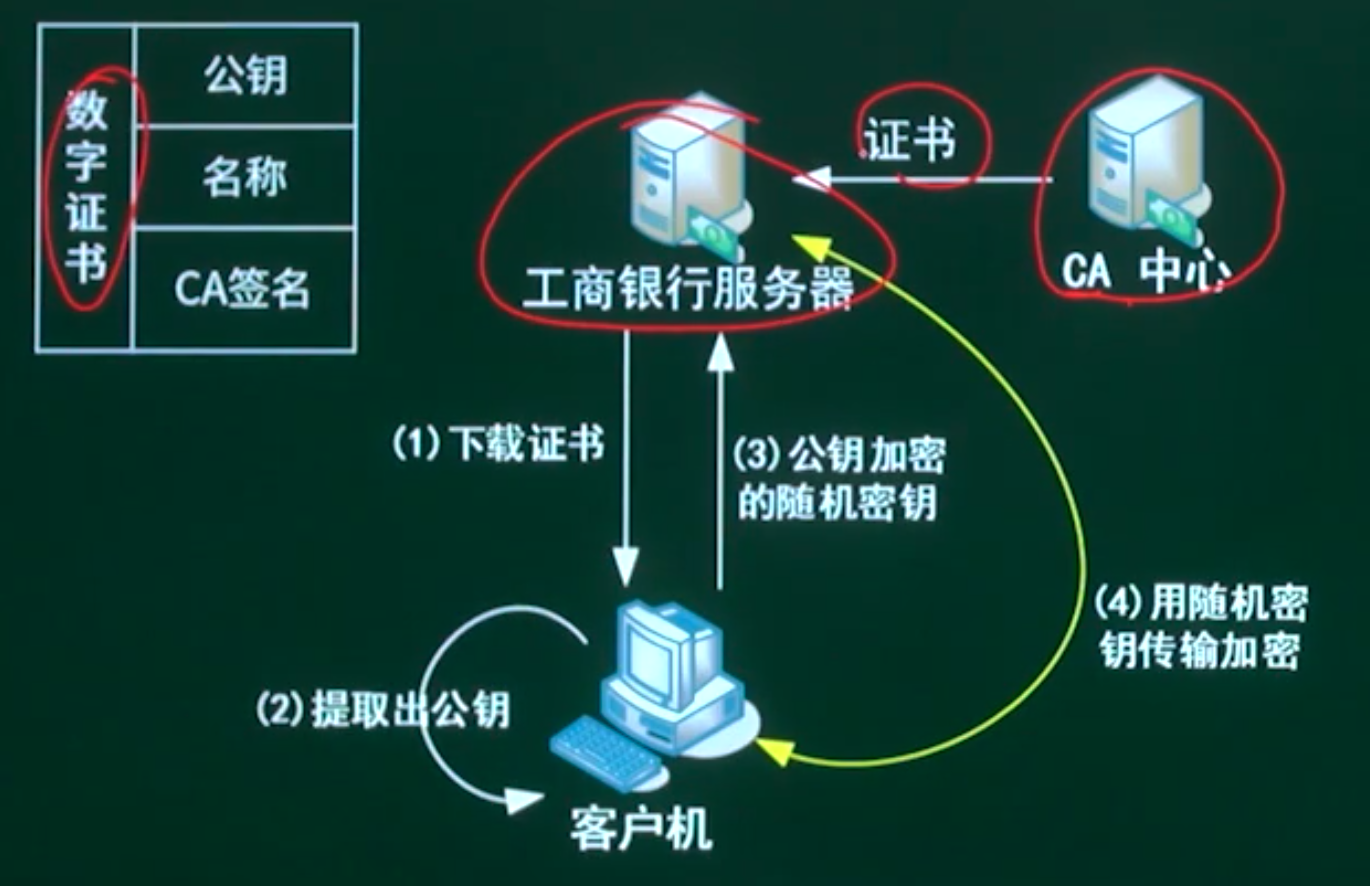 数字证书
公钥
名称
CA签名
证书
工商银行服务器
CA 中心
(1)下载证书
(3)公钥加密
的随机密钥
(4)用随机密
钥传输加密
(2)提取出公钥
客户机